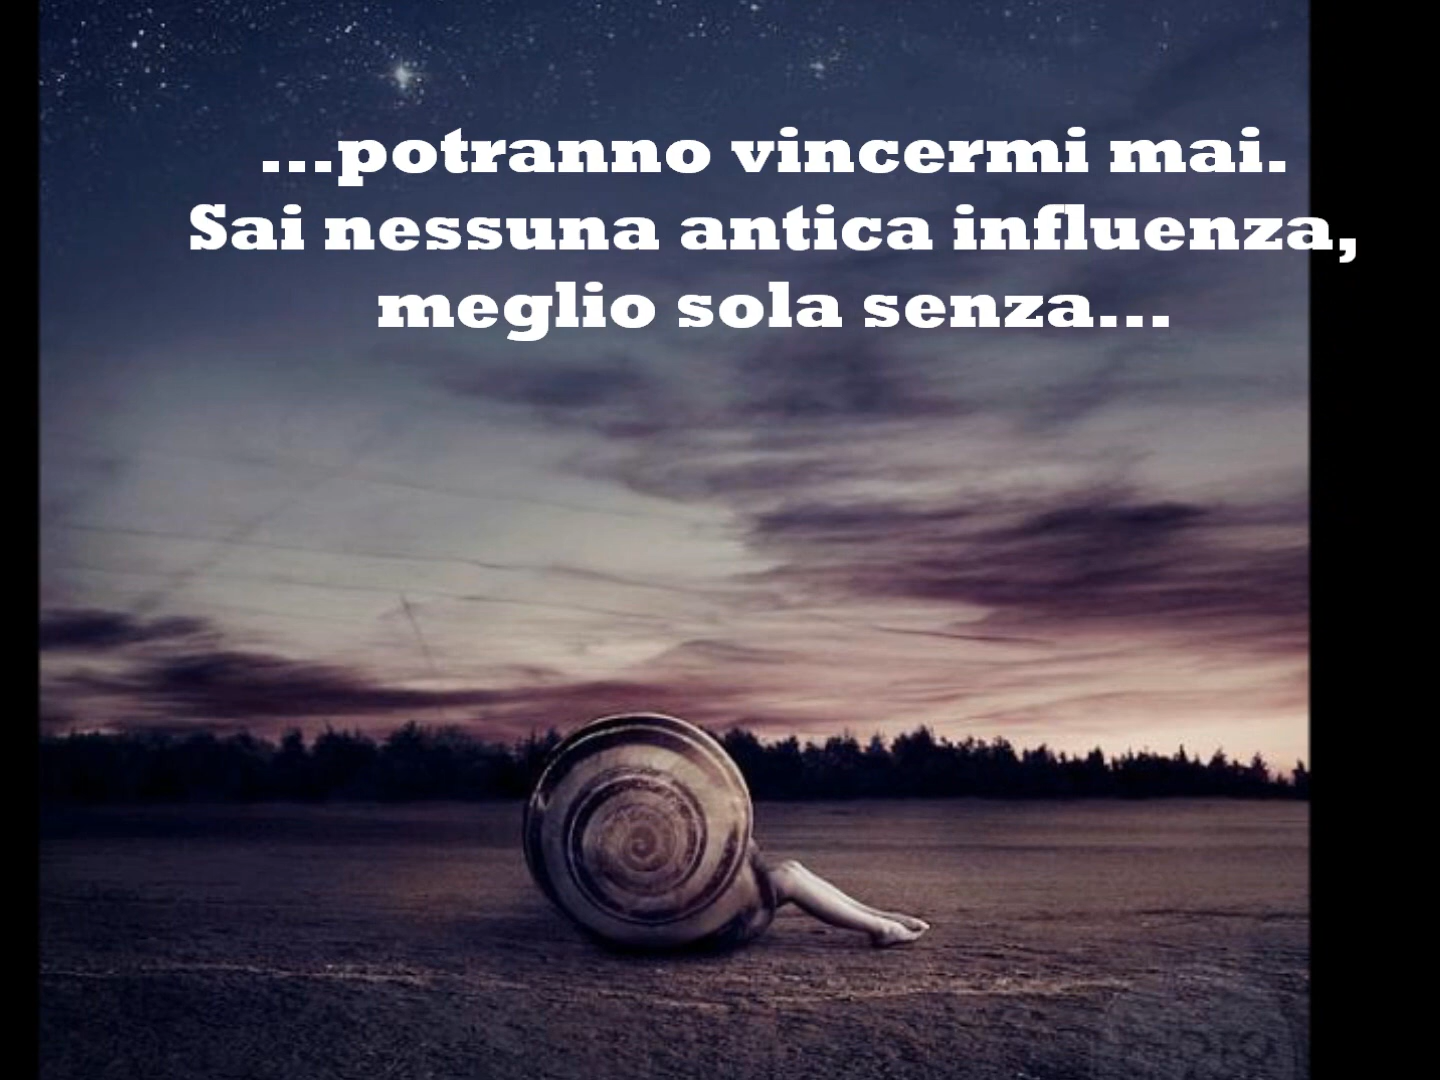 ...potranno vincermi mai.
Sai nessuna antica influenza,
meglio sola senza...